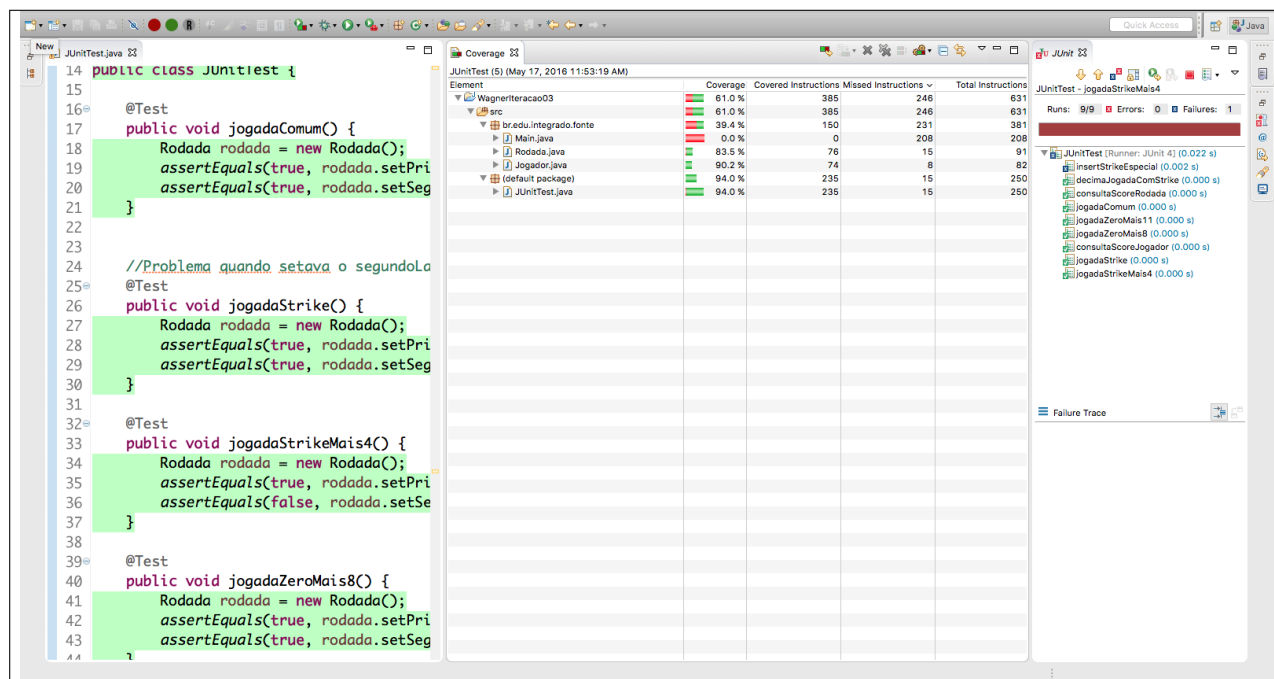 Quick Access
Java
New
JUnitTest.java
14 public class JUnitTest {
15
16 @Test
17 public void jogadaComum() {
18 Rodada rodada = new Rodada();
19 assertEquals(true, rodada.setPri
20 assertEquals(true, rodada.setSeg
21 }
22
23
24 //Problema quando setava o segundoLa
25 @Test
26 public void jogadaStrike() {
27 Rodada rodada = new Rodada();
28 assertEquals(true, rodada.setPri
29 assertEquals(true, rodada.setSeg
30 }
31
32 @Test
33 public void jogadaStrikeMais4() {
34 Rodada rodada = new Rodada();
35 assertEquals(true, rodada.setPri
36 assertEquals(false, rodada.setSe
37 }
38
39 @Test
40 public void jogadaZeroMais8() {
41 Rodada rodada = new Rodada();
42 assertEquals(true, rodada.setPri
43 assertEquals(true, rodada.setSeg
44 }
Coverage
JUnitTest (5) (May 17, 2016 11:53:19 AM)
Element Coverage Covered Instructions Missed Instructions Total Instructions
WagnerIteracao03 61.0 % 385 246 631
src 61.0 % 385 246 631
br.edu.integrado.fonte 39.4 % 150 231 381
Main.java 0.0 % 0 208 208
Rodada.java 83.5 % 76 15 91
Jogador.java 90.2 % 74 8 82
(default package) 94.0 % 235 15 250
JUnitTest.java 94.0 % 235 15 250
JUnit
JUnitTest - jogadaStrikeMais4
Runs: 9/9 Errors: 0 Failures: 1
JUnitTest [Runner: JUnit 4] (0.022 s)
insertStrikeEspecial (0.002 s)
decimaJogadaComStrike (0.000 s)
consultaScoreRodada (0.000 s)
jogadaComum (0.000 s)
jogadaZeroMais11 (0.000 s)
jogadaZeroMais8 (0.000 s)
consultaScoreJogador (0.000 s)
jogadaStrike (0.000 s)
jogadaStrikeMais4 (0.000 s)
Failure Trace